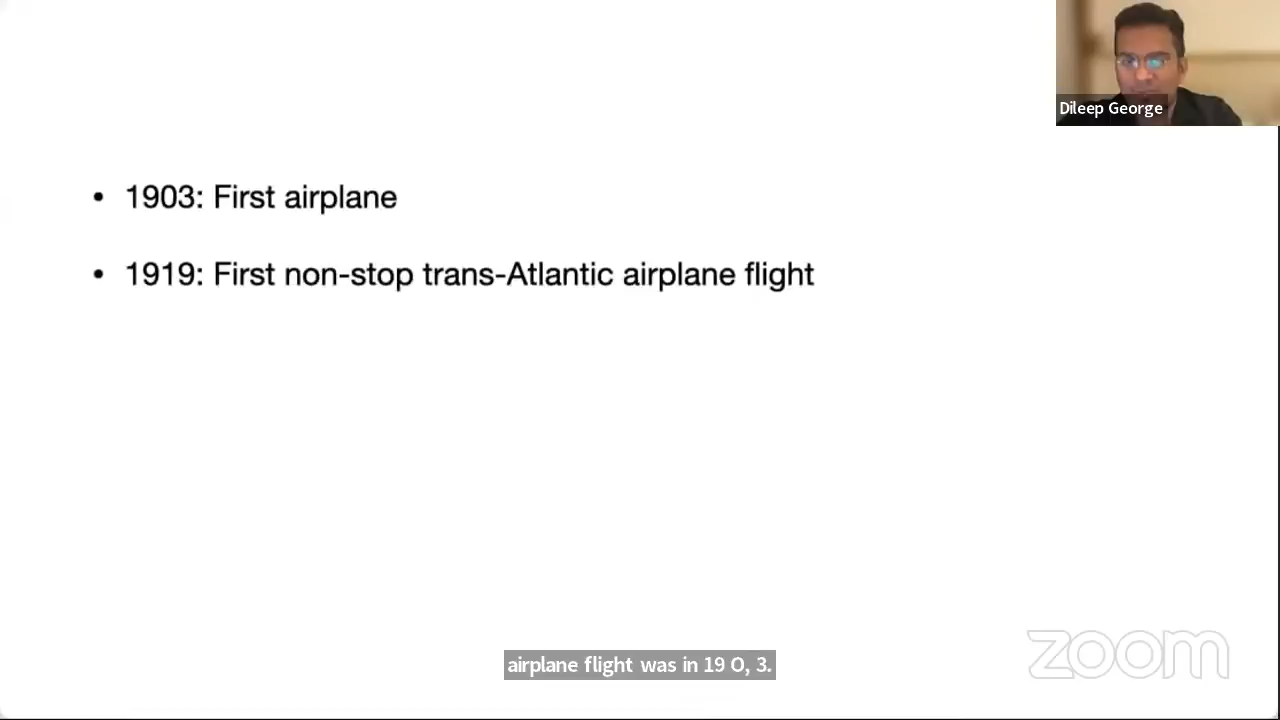 Dileep George
• 1903: First airplane
• 1919: First non-stop trans-Atlantic airplane flight
airplane flight was in 19 O, 3.
zoom